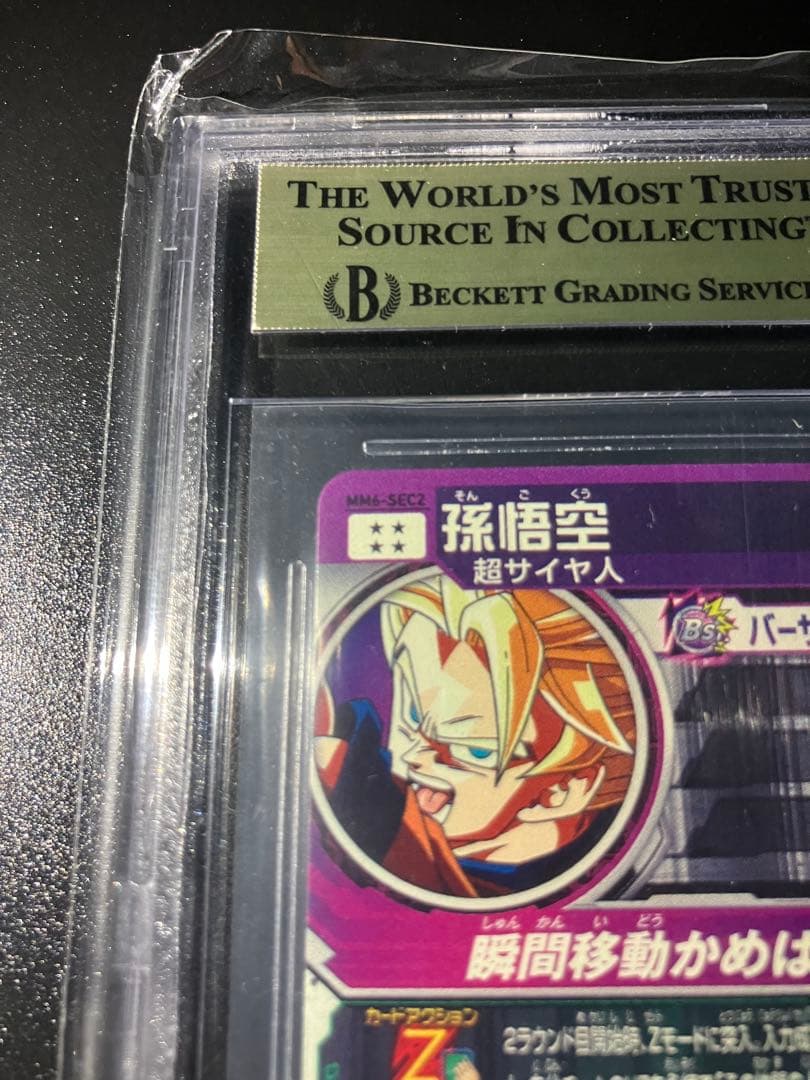 THE WORLD'S MOST TRUST
SOURCE IN COLLECTING
B BECKETT GRADING SERVIC
MM6-SEC2
そん ご くう
孫悟空
超サイヤ人
Bs バーサ
しゅん かん い どう
瞬間移動かめは
カードアクション
Z
2ラウンド目開始時、Zモードに突入。入力